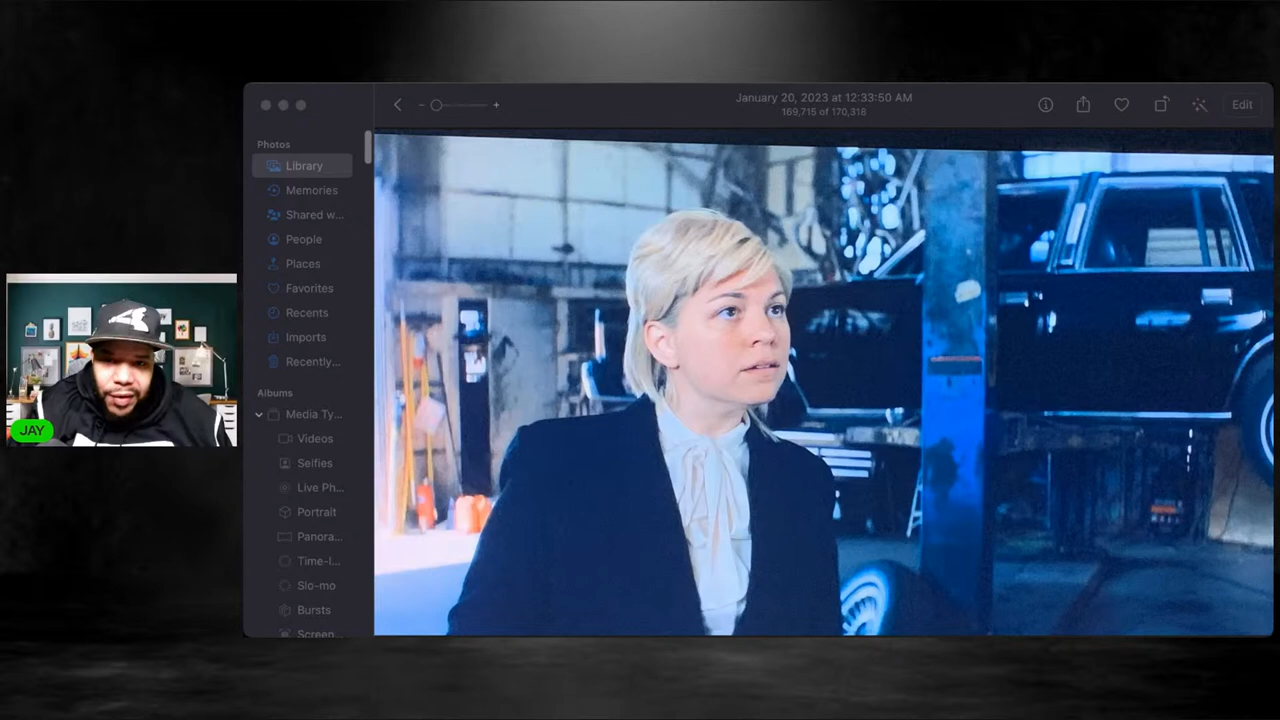 January 20, 2023 at 12:33:50 AM
169,715 of 170,318
Edit
Photos
Library
Memories
Shared w...
People
Places
Favorites
Recents
Imports
Recently...
Albums
Media Ty...
Videos
Selfies
Live Ph...
Portrait
Panora...
Time-l...
Slo-mo
Bursts
Screen...
JAY